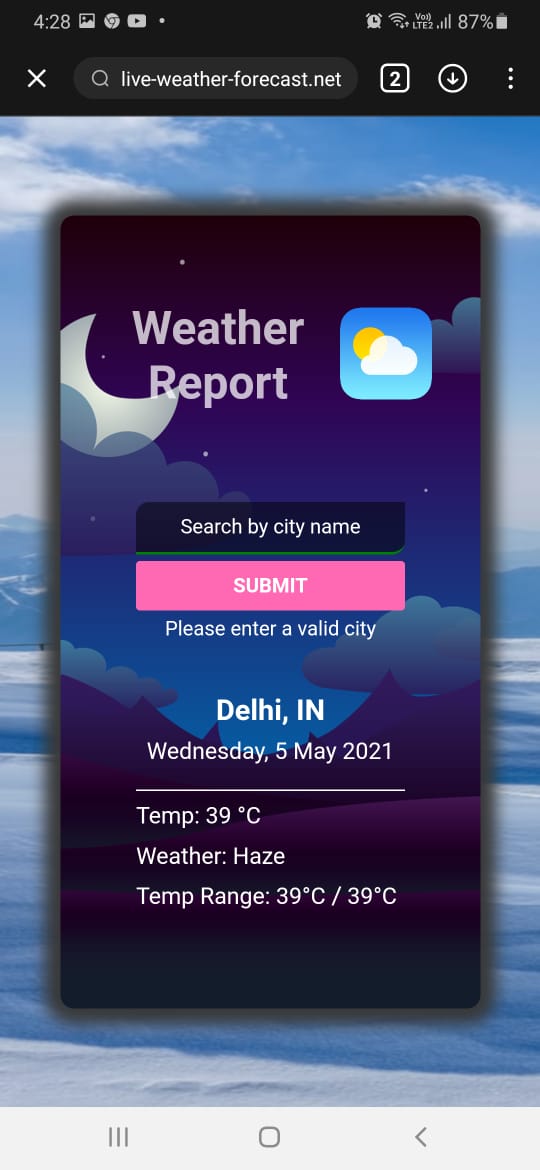 4:28 Vo)) LTE2 87%
live-weather-forecast.net 2
Weather
Report
Search by city name
SUBMIT
Please enter a valid city
Delhi, IN
Wednesday, 5 May 2021
Temp: 39 °C
Weather: Haze
Temp Range: 39°C / 39°C